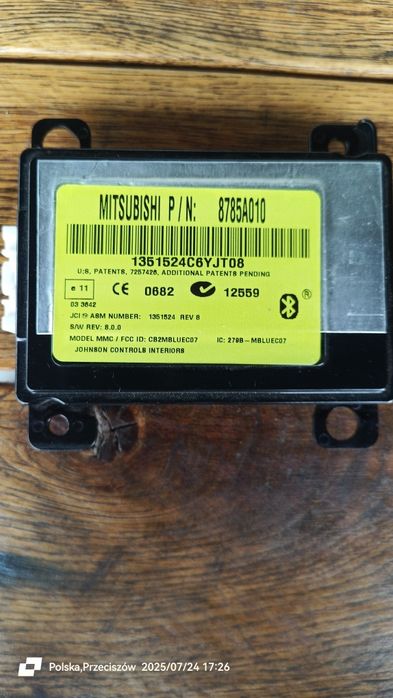 MITSUBISHI P/N: 8785A010
1351524C6YJT08
U.S. PATENTS, 7257426, ADDITIONAL PATENTS PENDING
e 11 CE 0682 12559 ®
03 3642
JCI ® ASM NUMBER: 1351524 REV 8
S/W REV: 8.0.0
MODEL MMC / FCC ID: CB2MBLUEC07 IC: 279B-MBLUEC07
JOHNSON CONTROLS INTERIORS
Polska,Przeciszów 2025/07/24 17:26